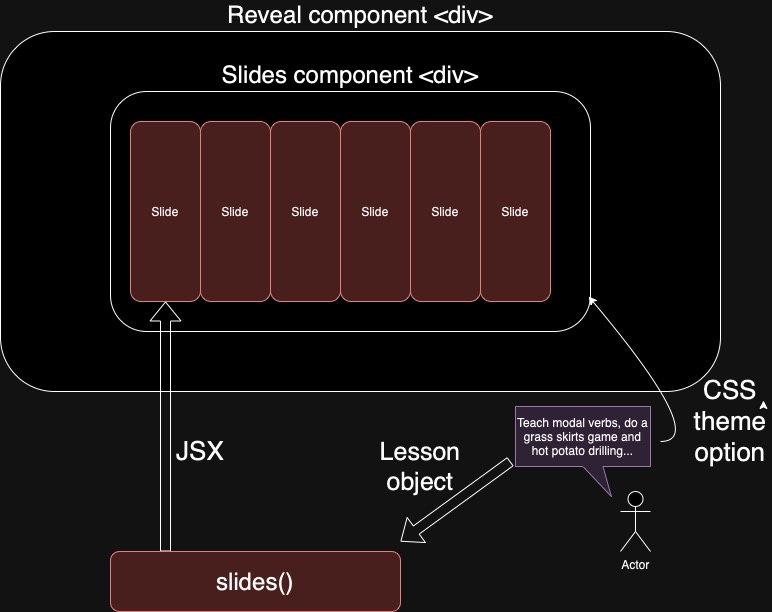 Reveal component <div>
Slides component <div>
Slide Slide Slide Slide Slide Slide
CSS
theme
option
Teach modal verbs, do a
grass skirts game and
hot potato drilling...
JSX
Lesson
object
Actor
slides()